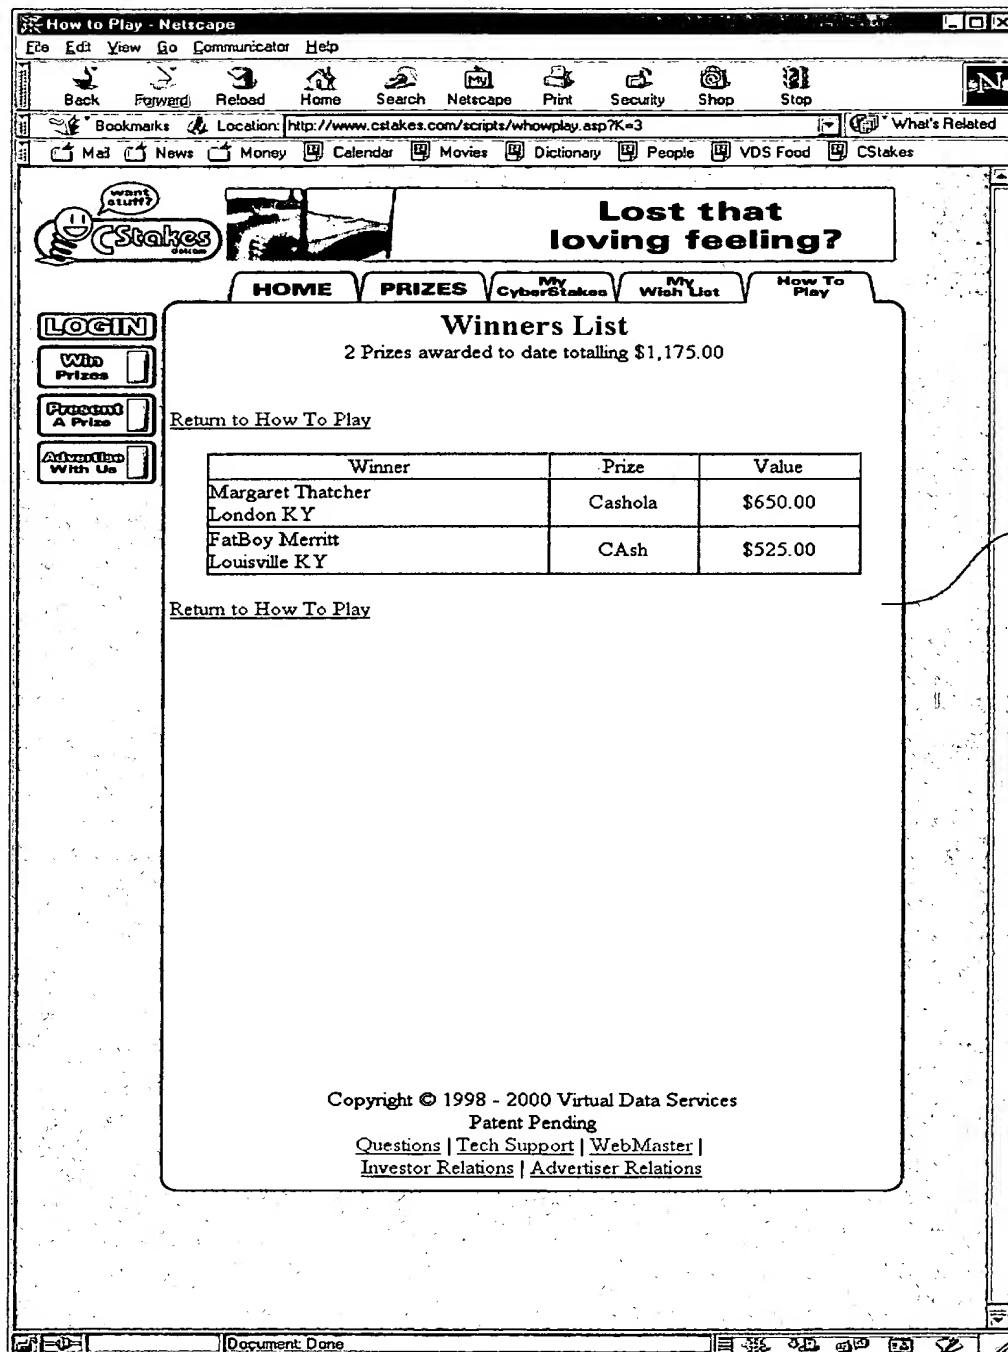 How to Play - Netscape
File Edit View Go Communicator Help
Back Forward Reload Home Search Netscape Print Security Shop Stop
My
N
Bookmarks Location: http://www.cstakes.com/scripts/whowplay.asp?K=3 What's Related
Mail News Money Calendar Movies Dictionary People VDS Food CStakes
want stuff?
CStakes
dotcom
Lost that
loving feeling?
HOME PRIZES My CyberStakes My Wish List How To Play
LOGIN
Win
Prizes
Present
A Prize
Advertise
With Us
Winners List
2 Prizes awarded to date totalling $1,175.00
Return to How To Play
Winner Prize Value
Margaret Thatcher
London KY Cashola $650.00
FatBoy Merritt
Louisville KY CAsh $525.00
Return to How To Play
Copyright © 1998 - 2000 Virtual Data Services
Patent Pending
Questions | Tech Support | WebMaster |
Investor Relations | Advertiser Relations
Document: Done